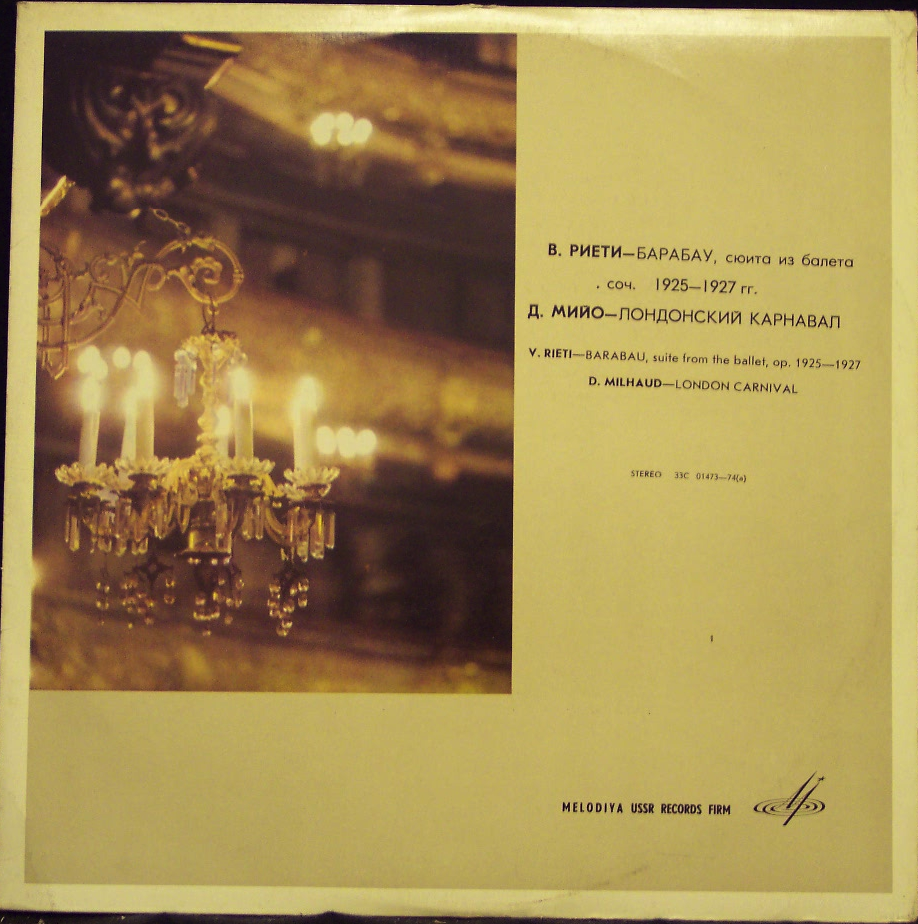 В. РИЕТИ—БАРАБАУ, сюита из балета
соч. 1925—1927 гг.
Д. МИЙО—ЛОНДОНСКИЙ КАРНАВАЛ
V. RIETI—BARABAU, suite from the ballet, op. 1925—1927
D. MILHAUD—LONDON CARNIVAL
STEREO 33C 01473—74(a)
MELODIYA USSR RECORDS FIRM